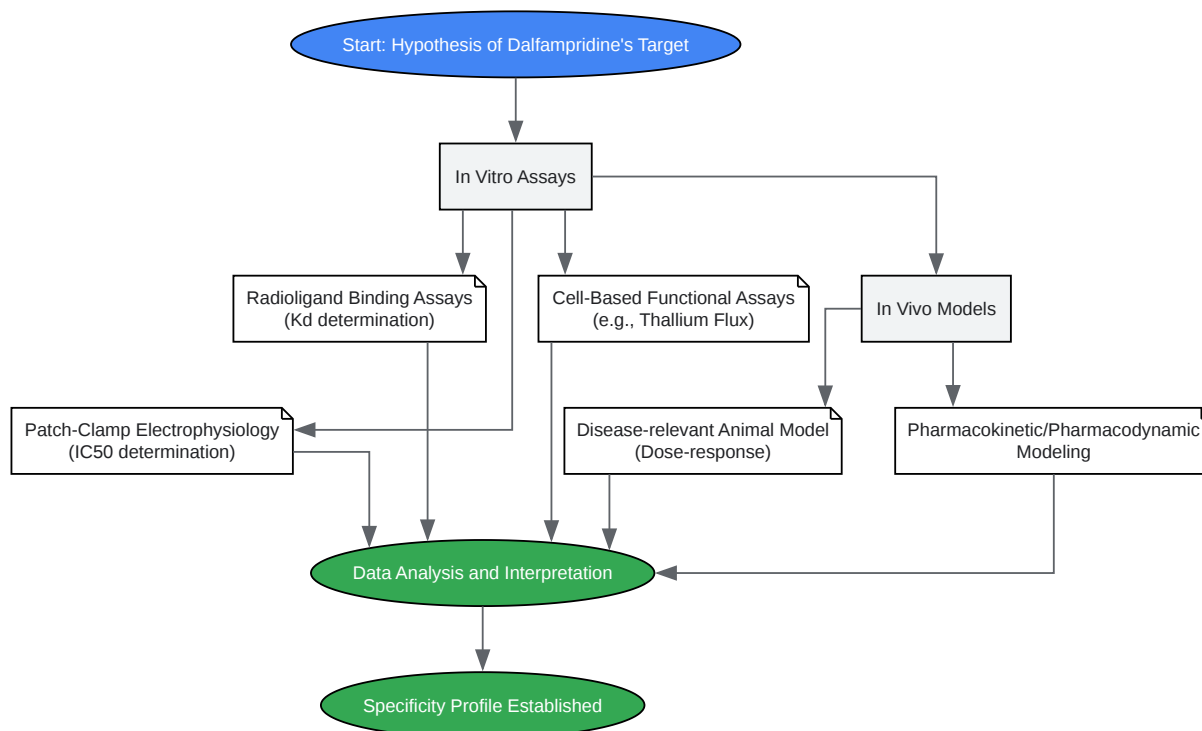 Start: Hypothesis of Dalfampridine's Target
In Vitro Assays
Radioligand Binding Assays
(Kd determination)
Cell-Based Functional Assays
(e.g., Thallium Flux)
In Vivo Models
Patch-Clamp Electrophysiology
(IC50 determination)
Disease-relevant Animal Model
(Dose-response)
Pharmacokinetic/Pharmacodynamic
Modeling
Data Analysis and Interpretation
Specificity Profile Established